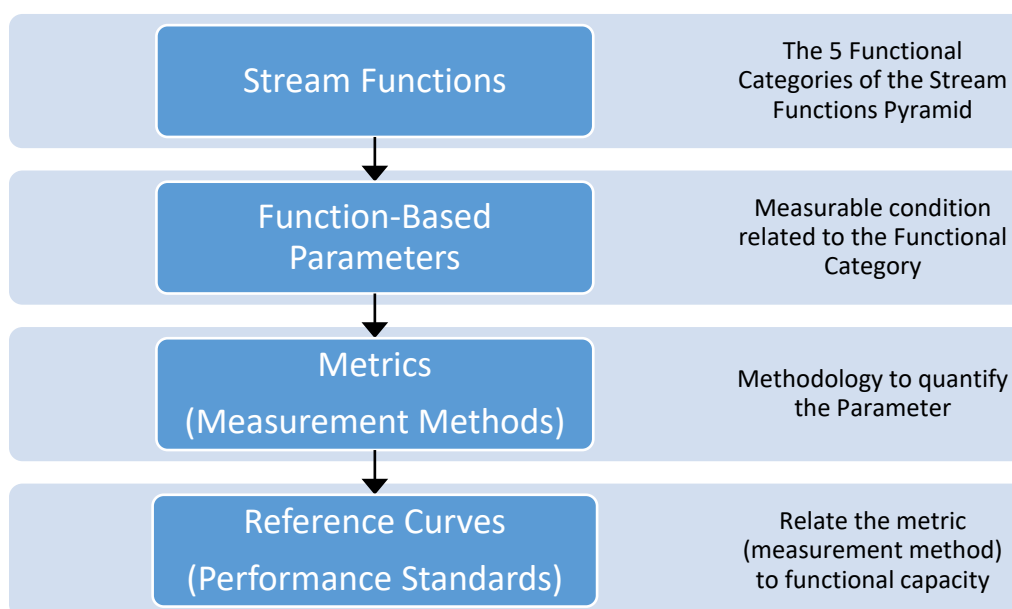 Stream Functions
The 5 Functional
Categories of the Stream
Functions Pyramid
Function-Based
Parameters
Measurable condition
related to the Functional
Category
Metrics
(Measurement Methods)
Methodology to quantify
the Parameter
Reference Curves
(Performance Standards)
Relate the metric
(measurement method)
to functional capacity